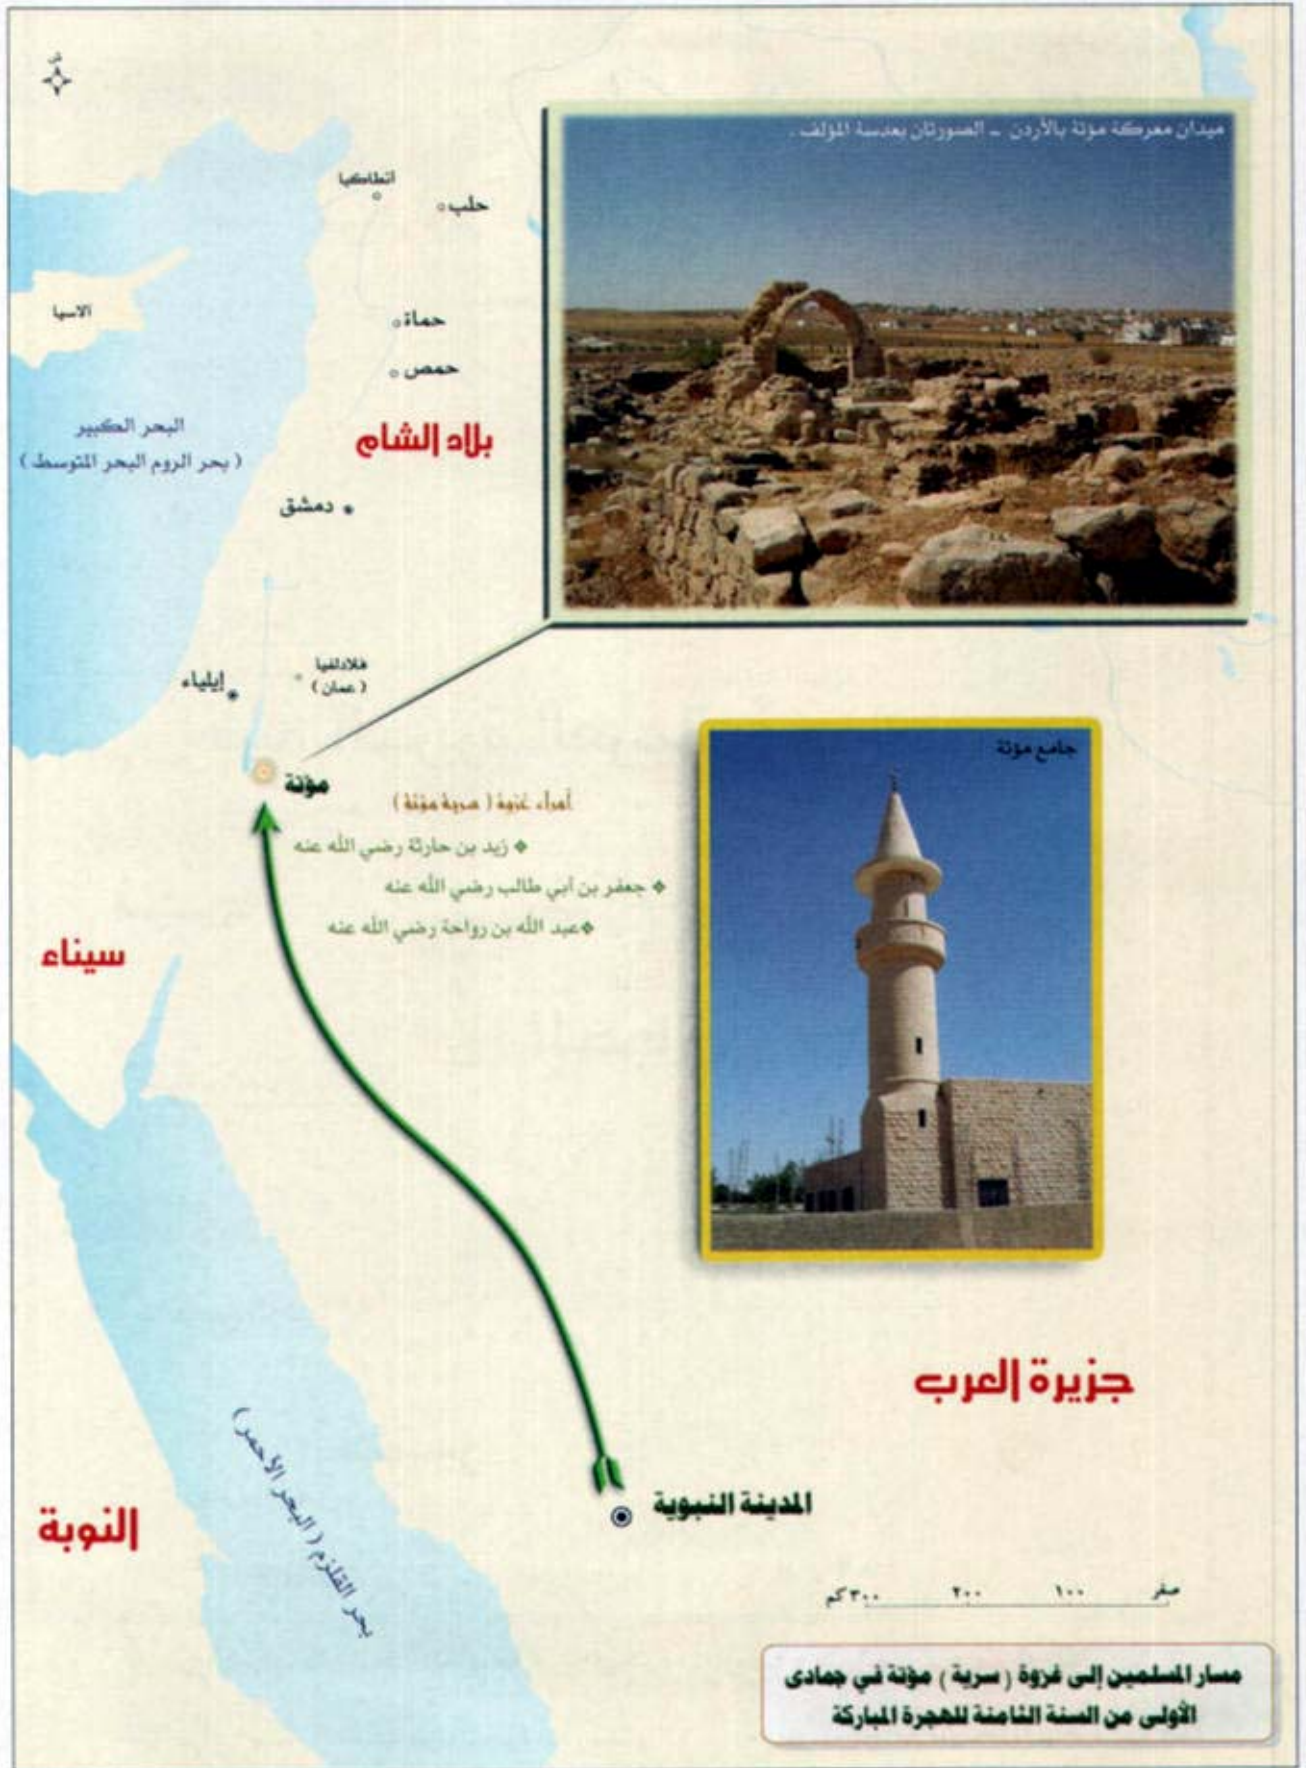 ش
ميدان معركة مؤتة بالأردن - الصورتان بعدسة المؤلف .
أنطاكيا
حلب
الاسيا
حماة
حمص
البحر الكبير
( بحر الروم البحر المتوسط )
بلاد الشام
دمشق
فلادلفيا
( عمان )
إيلياء
جامع مؤتة
مؤتة
أمراء غزوة ( سرية مؤتة )
❖ زيد بن حارثة رضي الله عنه
❖ جعفر بن أبي طالب رضي الله عنه
❖عبد الله بن رواحة رضي الله عنه
سيناء
جزيرة العرب
بحر القلزم ( البحر الأحمر )
المدينة النبوية
النوبة
صفر ١٠٠ ٢٠٠ ٣٠٠ كم
مسار المسلمين إلى غزوة ( سرية ) مؤتة في جمادى
الأولى من السنة الثامنة للهجرة المباركة